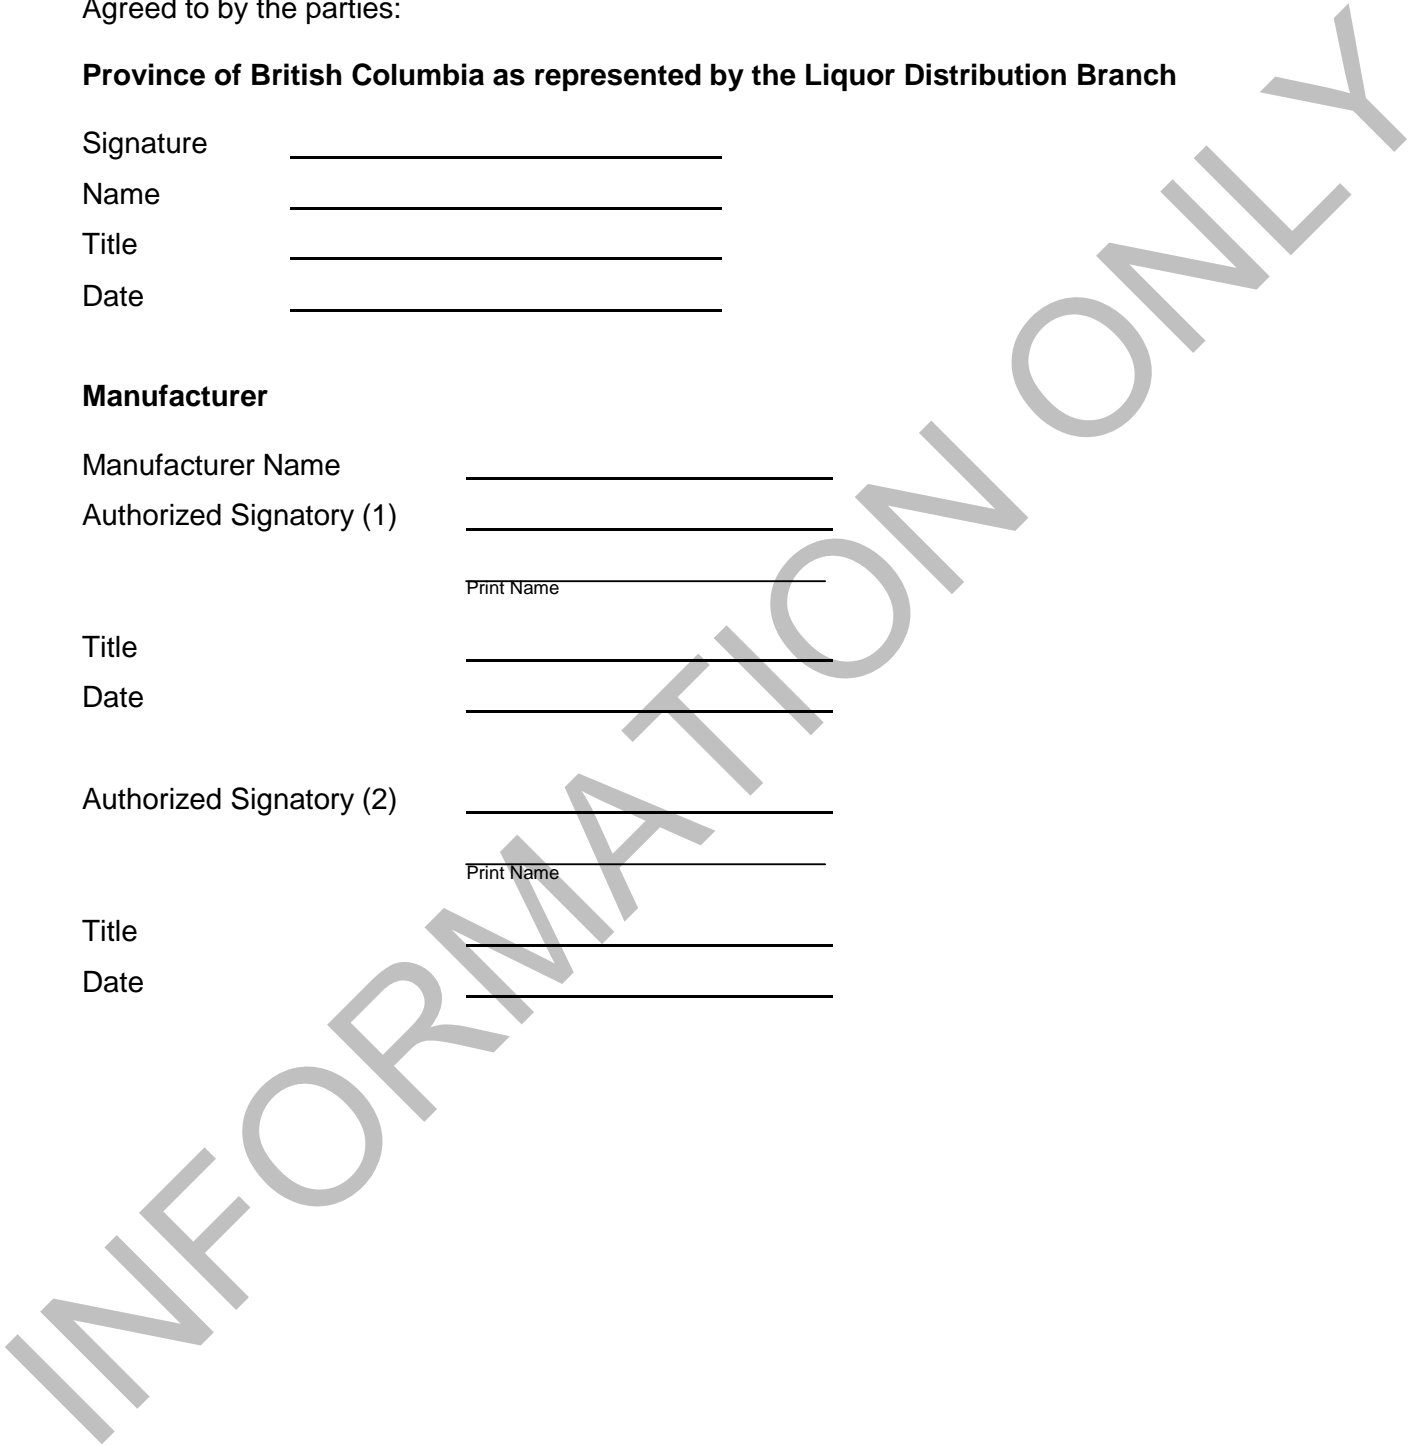 Agreed to by the parties:
Province of British Columbia as represented by the Liquor Distribution Branch
Signature
Name
Title
Date
Manufacturer
Manufacturer Name
Authorized Signatory (1)
Print Name
Title
Date
Authorized Signatory (2)
Print Name
Title
Date
INFORMATION ONLY